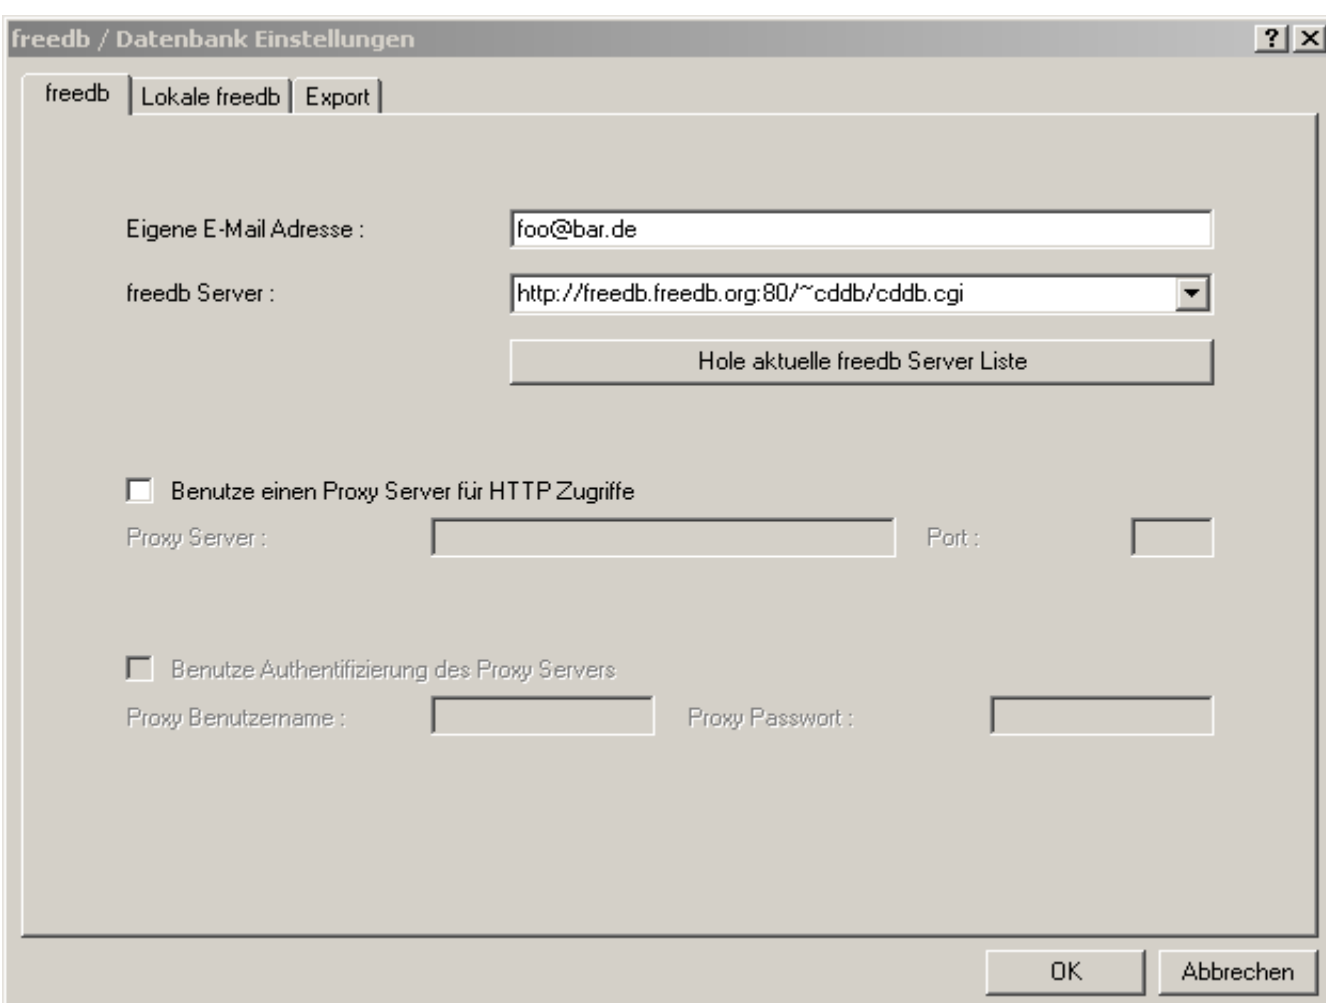 freedb / Datenbank Einstellungen
freedb Lokale freedb Export
Eigene E-Mail Adresse : foo@bar.de
freedb Server : http://freedb.freedb.org:80/~cddb/cddb.cgi
Hole aktuelle freedb Server Liste
Benutze einen Proxy Server für HTTP Zugriffe
Proxy Server : Port :
Benutze Authentifizierung des Proxy Servers
Proxy Benutzername : Proxy Passwort :
OK Abbrechen